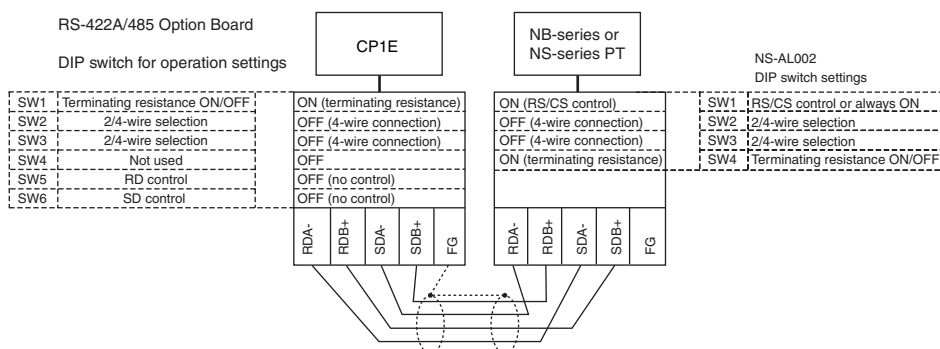 RS-422A/485 Option Board
DIP switch for operation settings
CP1E
NB-series or
NS-series PT
NS-AL002
DIP switch settings
SW1 Terminating resistance ON/OFF ON (terminating resistance) ON (RS/CS control) SW1 RS/CS control or always ON
SW2 2/4-wire selection OFF (4-wire connection) OFF (4-wire connection) SW2 2/4-wire selection
SW3 2/4-wire selection OFF (4-wire connection) OFF (4-wire connection) SW3 2/4-wire selection
SW4 Not used OFF ON (terminating resistance) SW4 Terminating resistance ON/OFF
SW5 RD control OFF (no control)
SW6 SD control OFF (no control)
RDA- RDB+ SDA- SDB+ FG RDA- RDB+ SDA- SDB+ FG